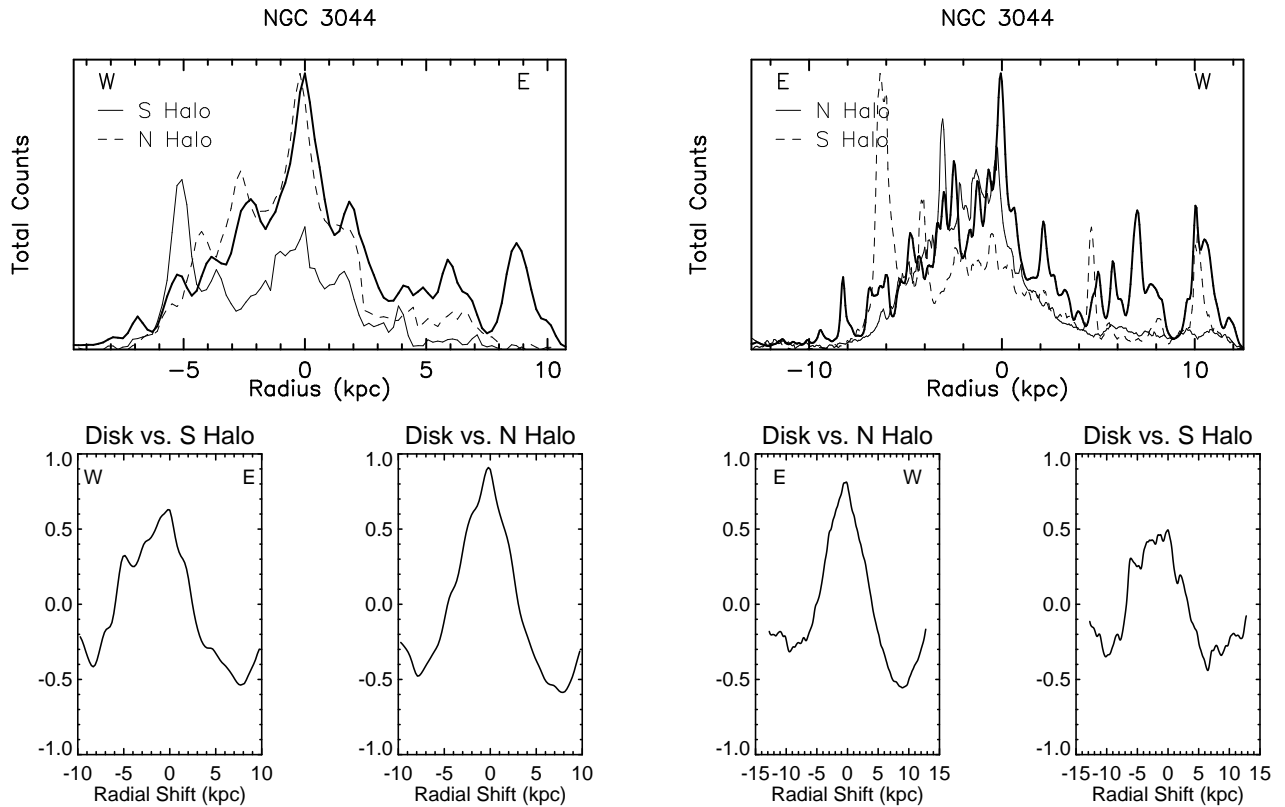 NGC 3044
W
E
S Halo
N Halo
Total Counts
−5
0
5
10
Radius (kpc)
NGC 3044
E
W
N Halo
S Halo
Total Counts
−10
0
10
Radius (kpc)
Disk vs. S Halo
W
E
1.0
0.5
0.0
-0.5
-1.0
-10 -5 0 5 10
Radial Shift (kpc)
Disk vs. N Halo
1.0
0.5
0.0
-0.5
-1.0
-10 -5 0 5 10
Radial Shift (kpc)
Disk vs. N Halo
E
W
1.0
0.5
0.0
-0.5
-1.0
-15 -10 -5 0 5 10 15
Radial Shift (kpc)
Disk vs. S Halo
1.0
0.5
0.0
-0.5
-1.0
-15 -10 -5 0 5 10 15
Radial Shift (kpc)